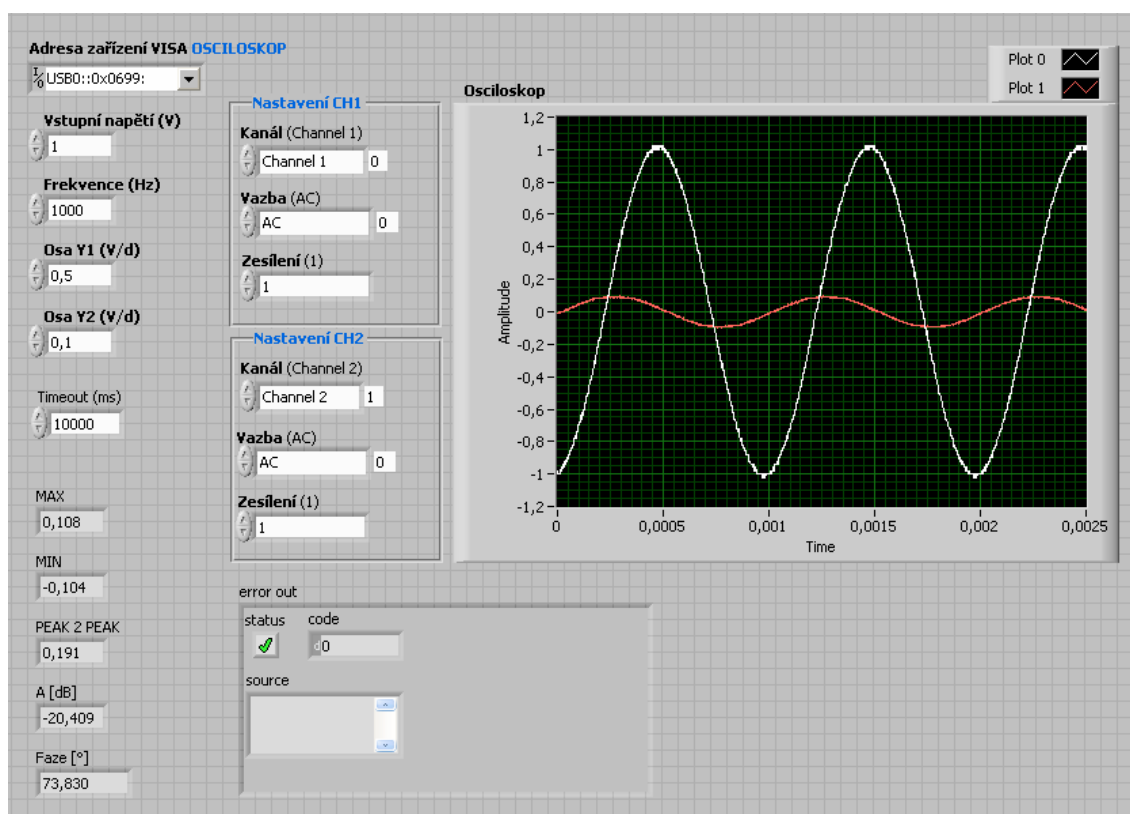 Adresa zařízení VISA OSCILOSKOP
I/O USB0::0x0699:
Vstupní napětí (V)
1
Frekvence (Hz)
1000
Osa Y1 (V/d)
0,5
Osa Y2 (V/d)
0,1
Timeout (ms)
10000
MAX
0,108
MIN
-0,104
PEAK 2 PEAK
0,191
A [dB]
-20,409
Faze [°]
73,830
Nastavení CH1
Kanál (Channel 1)
Channel 1 0
Vazba (AC)
AC 0
Zesílení (1)
1
Nastavení CH2
Kanál (Channel 2)
Channel 2 1
Vazba (AC)
AC 0
Zesílení (1)
1
error out
status code
d0
source
Osciloskop
Plot 0
Plot 1
1,2
1
0,8
0,6
0,4
0,2
0
-0,2
-0,4
-0,6
-0,8
-1
-1,2
Amplitude
0 0,0005 0,001 0,0015 0,002 0,0025
Time